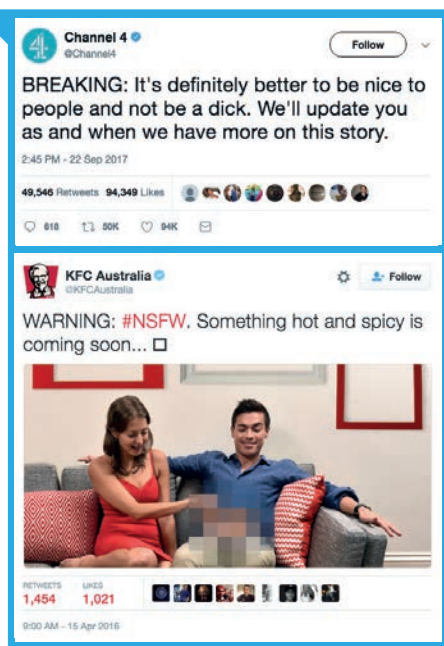 Channel 4
@Channel4
Follow
BREAKING: It's definitely better to be nice to
people and not be a dick. We'll update you
as and when we have more on this story.
2:45 PM - 22 Sep 2017
49,546 Retweets 94,349 Likes
618 50K 94K
KFC Australia
@KFCAustralia
Follow
WARNING: #NSFW. Something hot and spicy is
coming soon... □
RETWEETS LIKES
1,454 1,021
9:00 AM - 15 Apr 2016